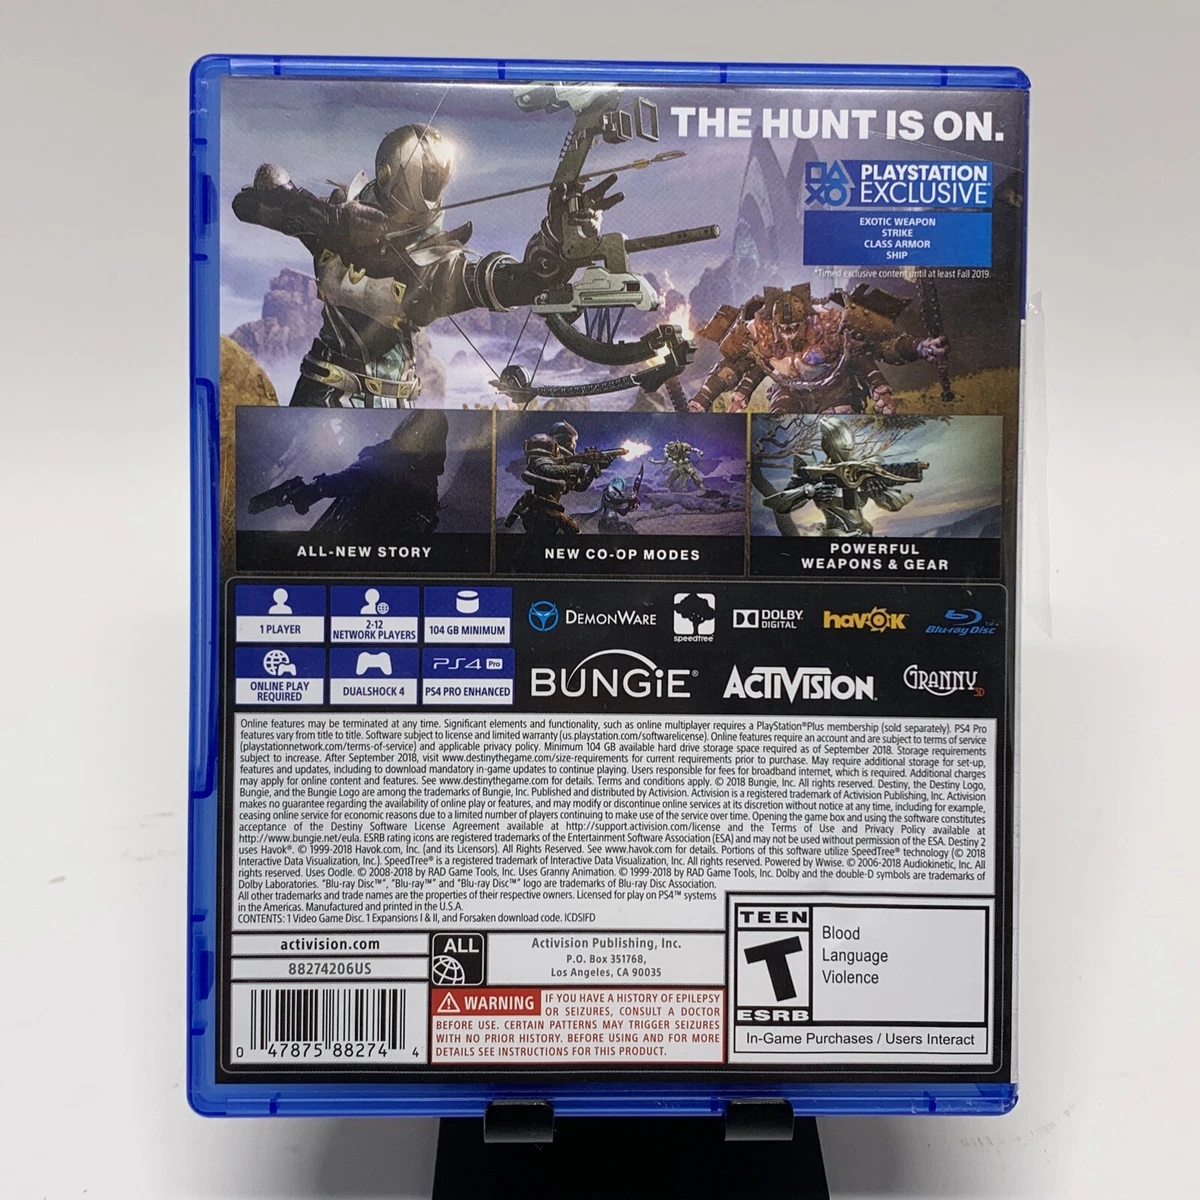 THE HUNT IS ON.
PLAYSTATION
EXCLUSIVE
EXOTIC WEAPON
STRIKE
CLASS ARMOR
SHIP
*Timed exclusive content until at least Fall 2019.
ALL-NEW STORY
NEW CO-OP MODES
POWERFUL
WEAPONS & GEAR
1 PLAYER
2-12
NETWORK PLAYERS
104 GB MINIMUM
DEMONWARE
speedtree
DOLBY
DIGITAL
havok
Blu-ray Disc™
ONLINE PLAY
REQUIRED
DUALSHOCK 4
PS4 Pro
PS4 PRO ENHANCED
BUNGiE®
ACTIVISION
GRANNY 3D
Online features may be terminated at any time. Significant elements and functionality, such as online multiplayer requires a PlayStation®Plus membership (sold separately). PS4 Pro
features vary from title to title. Software subject to license and limited warranty (us.playstation.com/softwarelicense). Online features require an account and are subject to terms of service
(playstationnetwork.com/terms-of-service) and applicable privacy policy. Minimum 104 GB available hard drive storage space required as of September 2018. Storage requirements
subject to increase. After September 2018, visit www.destinythegame.com/size-requirements for current requirements prior to purchase. May require additional storage for set-up,
features and updates, including to download mandatory in-game updates to continue playing. Users responsible for fees for broadband internet, which is required. Additional charges
may apply for online content and features. See www.destinythegame.com for details. Terms and conditions apply. © 2018 Bungie, Inc. All rights reserved. Destiny, the Destiny Logo,
Bungie, and the Bungie Logo are among the trademarks of Bungie, Inc. Published and distributed by Activision. Activision is a registered trademark of Activision Publishing, Inc. Activision
makes no guarantee regarding the availability of online play or features, and may modify or discontinue online services at its discretion without notice at any time, including for example,
ceasing online service for economic reasons due to a limited number of players continuing to make use of the service over time. Opening the game box and using the software constitutes
acceptance of the Destiny Software License Agreement available at http://support.activision.com/license and the Terms of Use and Privacy Policy available at
http://www.bungie.net/eula. ESRB rating icons are registered trademarks of the Entertainment Software Association (ESA) and may not be used without permission of the ESA. Destiny 2
uses Havok®. © 1999-2018 Havok.com, Inc. (and its Licensors). All Rights Reserved. See www.havok.com for details. Portions of this software utilize SpeedTree® technology (© 2018
Interactive Data Visualization, Inc.). SpeedTree® is a registered trademark of Interactive Data Visualization, Inc. All rights reserved. Powered by Wwise. © 2006-2018 Audiokinetic, Inc. All
rights reserved. Uses Oodle. © 2008-2018 by RAD Game Tools, Inc. Uses Granny Animation. © 1999-2018 by RAD Game Tools, Inc. Dolby and the double-D symbols are trademarks of
Dolby Laboratories. "Blu-ray Disc™", "Blu-ray™" and "Blu-ray Disc™" logo are trademarks of Blu-ray Disc Association.
All other trademarks and trade names are the properties of their respective owners. Licensed for play on PS4™ systems
in the Americas. Manufactured and printed in the U.S.A.
CONTENTS: 1 Video Game Disc. 1 Expansions I & II, and Forsaken download code. ICDSIFD
activision.com
88274206US
ALL
Activision Publishing, Inc.
P.O. Box 351768,
Los Angeles, CA 90035
WARNING IF YOU HAVE A HISTORY OF EPILEPSY
OR SEIZURES, CONSULT A DOCTOR
BEFORE USE. CERTAIN PATTERNS MAY TRIGGER SEIZURES
WITH NO PRIOR HISTORY. BEFORE USING AND FOR MORE
DETAILS SEE INSTRUCTIONS FOR THIS PRODUCT.
0 47875 88274 4
TEEN
T
ESRB
Blood
Language
Violence
In-Game Purchases / Users Interact